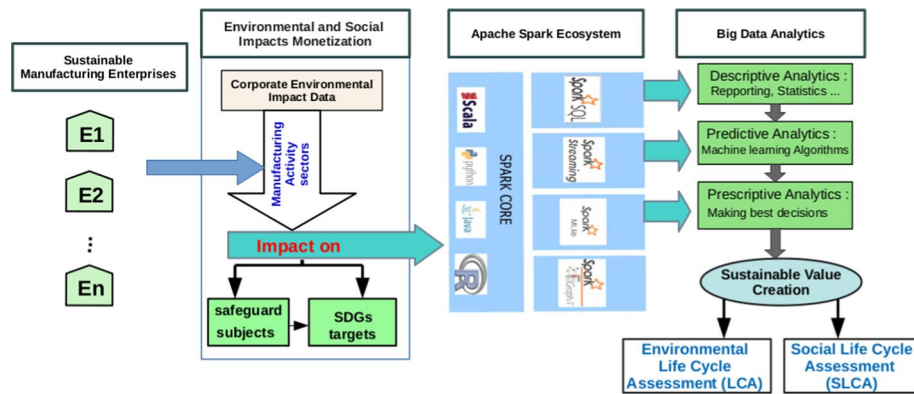 Sustainable
Manufacturing Enterprises
E1
E2
...
En
Environmental and Social
Impacts Monetization
Corporate Environmental
Impact Data
Manufacturing
Activity
sectors
Impact on
safeguard
subjects
SDGs
targets
Apache Spark Ecosystem
Scala
python
Java
R
SPARK CORE
Spark
SQL
Spark
Streaming
Spark
MLlib
Spark
GraphX
Big Data Analytics
Descriptive Analytics :
Repporting, Statistics ...
Predictive Analytics :
Machine learning Algorithms
Prescriptive Analytics :
Making best decisions
Sustainable Value
Creation
Environmental
Life Cycle
Assessment (LCA)
Social Life Cycle
Assessment
(SLCA)